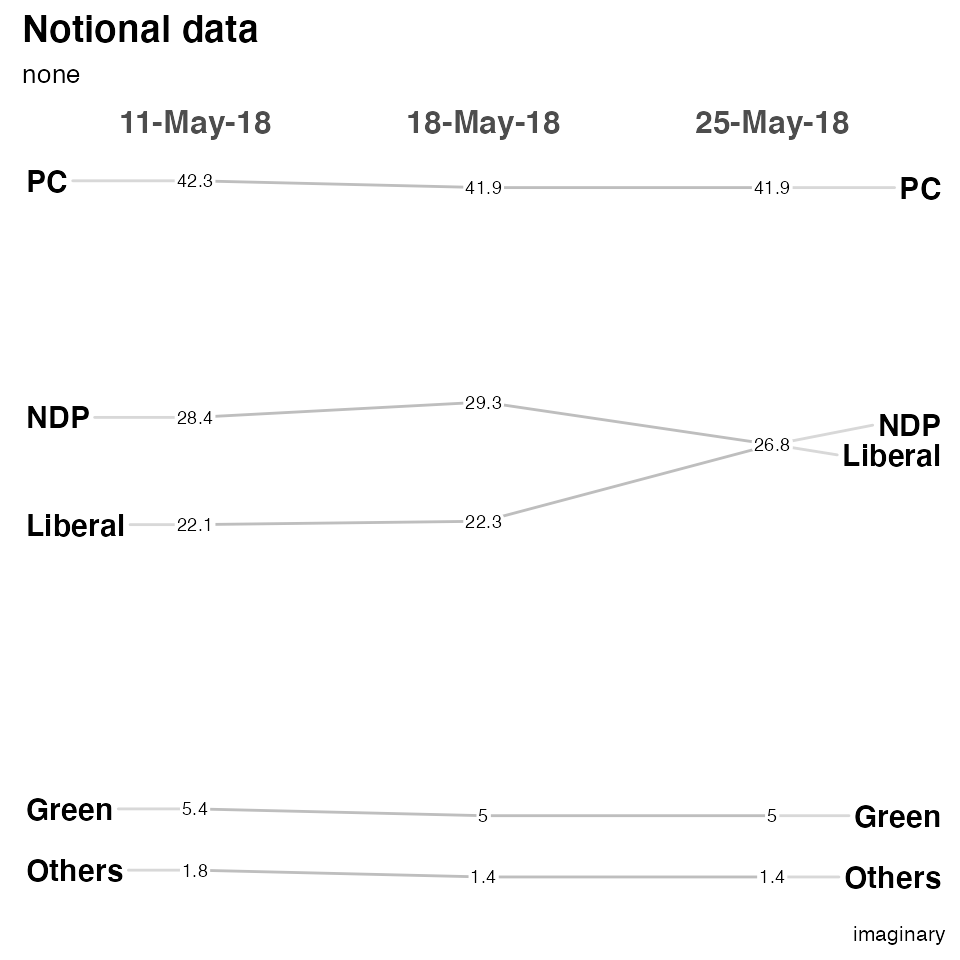 Notional data
none
11-May-18 18-May-18 25-May-18
PC 42.3 41.9 41.9 PC
NDP 28.4 29.3 26.8 NDP
Liberal
Liberal 22.1 22.3
Green 5.4 5 5 Green
Others 1.8 1.4 1.4 Others
imaginary